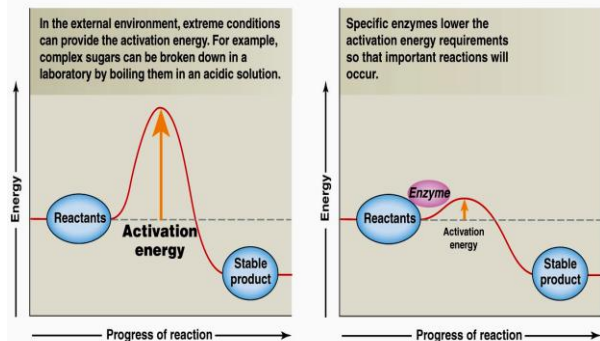 In the external environment, extreme conditions
can provide the activation energy. For example,
complex sugars can be broken down in a
laboratory by boiling them in an acidic solution.
Energy
Reactants
Activation
energy
Stable
product
Progress of reaction
Specific enzymes lower the
activation energy requirements
so that important reactions will
occur.
Energy
Enzyme
Reactants
Activation
energy
Stable
product
Progress of reaction